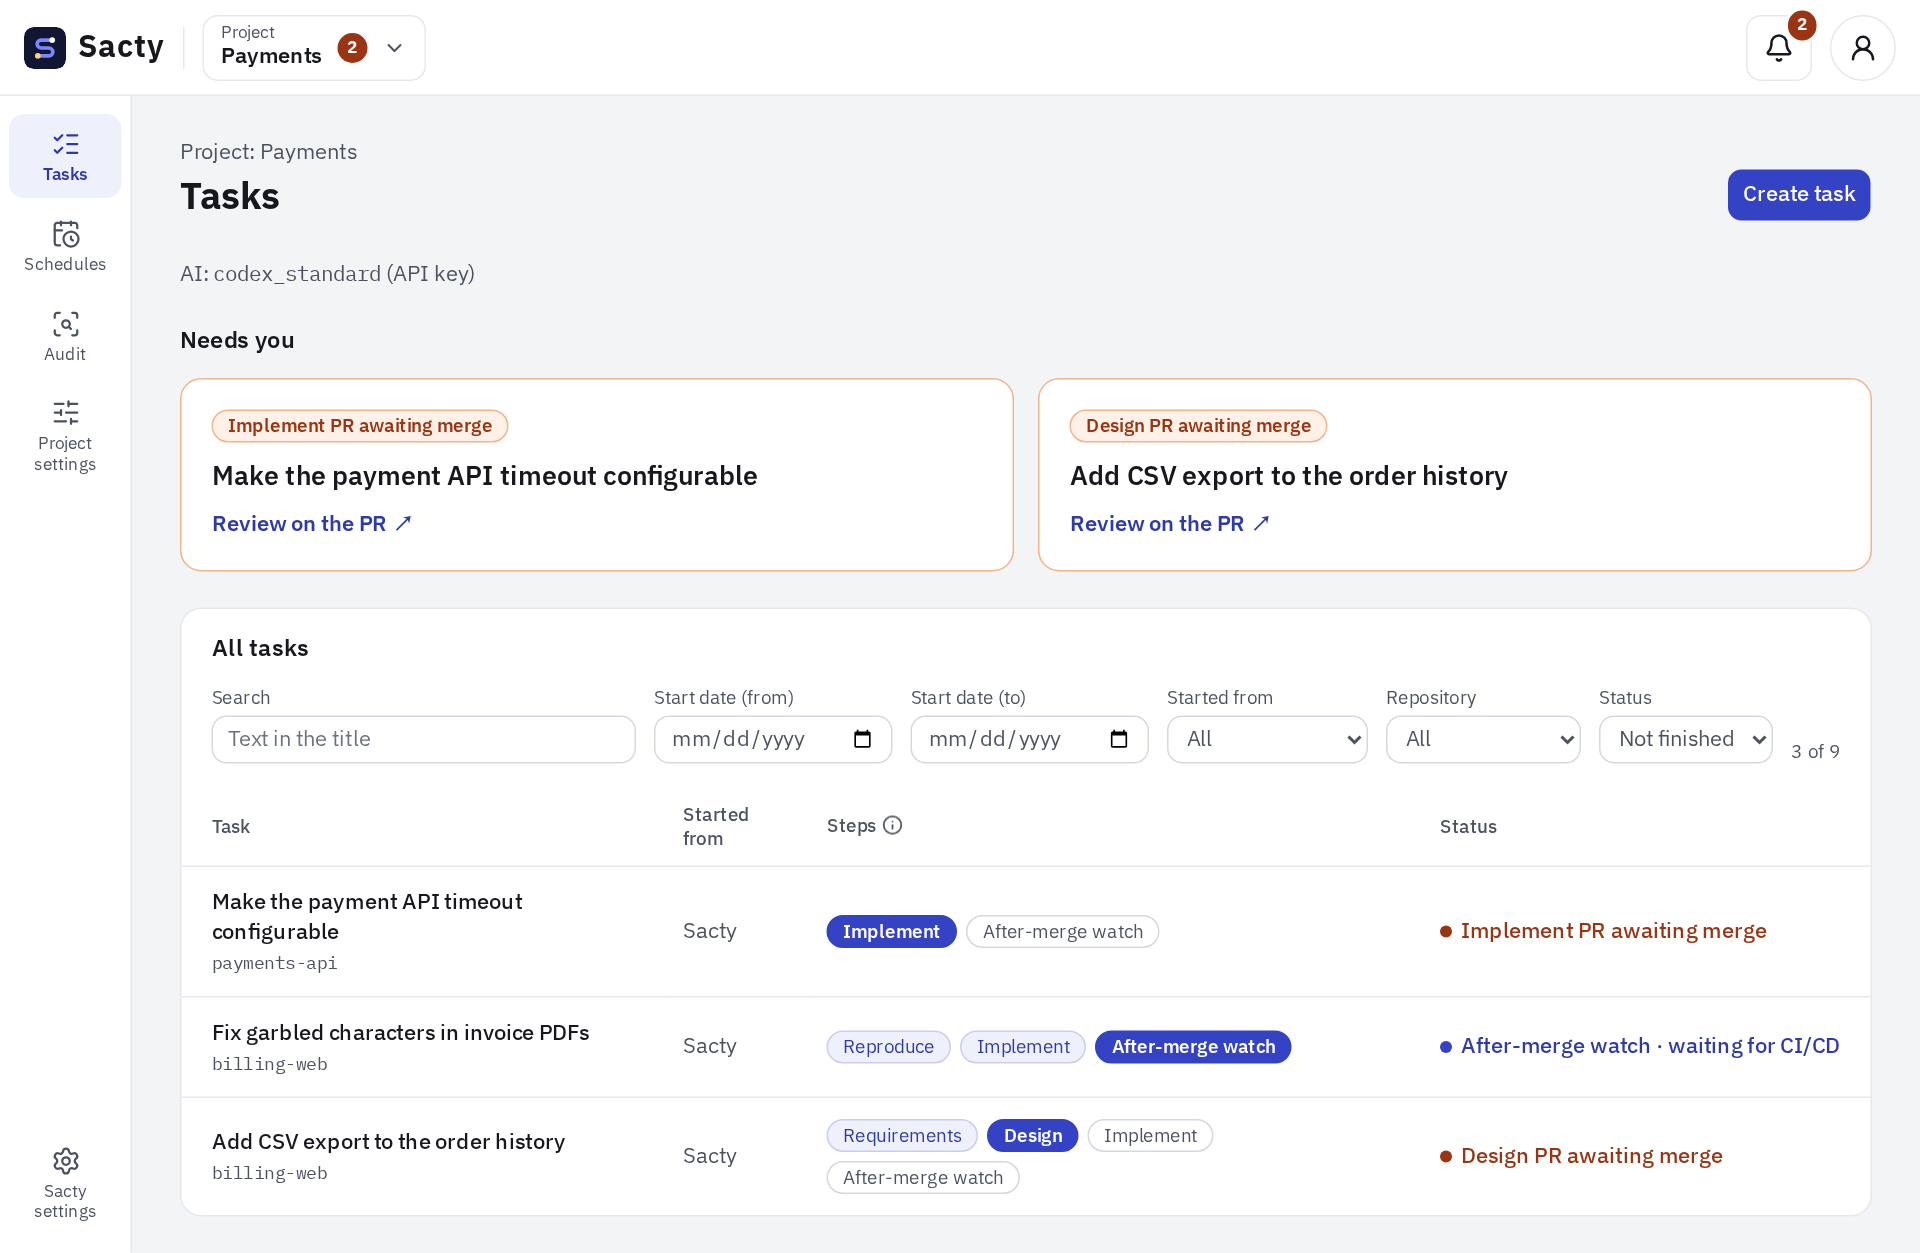 Sacty
Project
Payments
2
2
Tasks
Schedules
Audit
Project
settings
Sacty
settings
Project: Payments
Tasks
Create task
AI: codex_standard (API key)
Needs you
Implement PR awaiting merge
Make the payment API timeout configurable
Review on the PR ↗
Design PR awaiting merge
Add CSV export to the order history
Review on the PR ↗
All tasks
Search
Text in the title
Start date (from)
mm/dd/yyyy
Start date (to)
mm/dd/yyyy
Started from
All
Repository
All
Status
Not finished
3 of 9
Task
Started
from
Steps
Status
Make the payment API timeout
configurable
payments-api
Sacty
Implement
After-merge watch
Implement PR awaiting merge
Fix garbled characters in invoice PDFs
billing-web
Sacty
Reproduce
Implement
After-merge watch
After-merge watch · waiting for CI/CD
Add CSV export to the order history
billing-web
Sacty
Requirements
Design
Implement
After-merge watch
Design PR awaiting merge